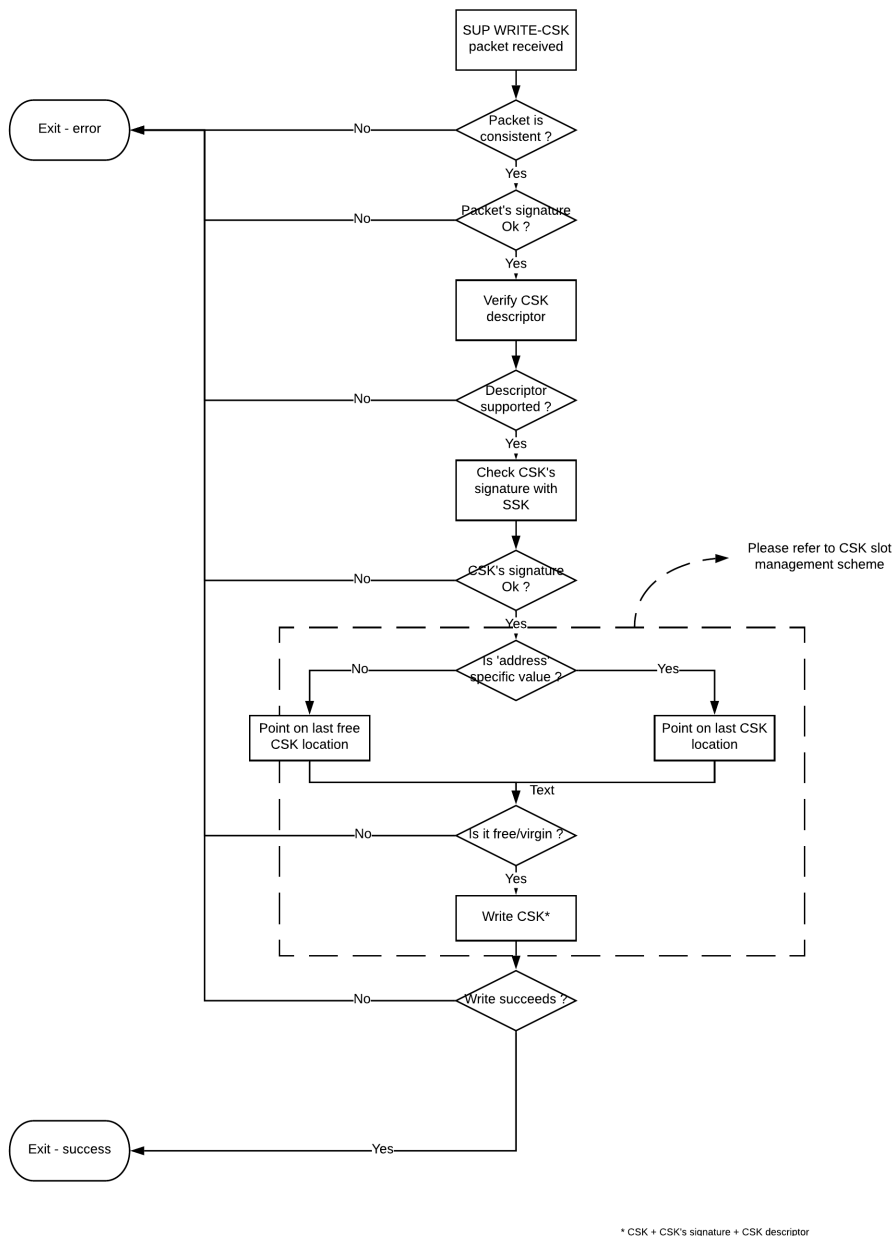 SUP WRITE-CSK
packet received
Exit - error
No
Packet is
consistent ?
Yes
No
Packet's signature
Ok ?
Yes
Verify CSK
descriptor
No
Descriptor
supported ?
Yes
Check CSK's
signature with
SSK
Please refer to CSK slot
management scheme
No
CSK's signature
Ok ?
Yes
No
Is 'address'
specific value ?
Yes
Point on last free
CSK location
Point on last CSK
location
Text
No
Is it free/virgin ?
Yes
Write CSK*
No
Write succeeds ?
Exit - success
Yes
* CSK + CSK's signature + CSK descriptor